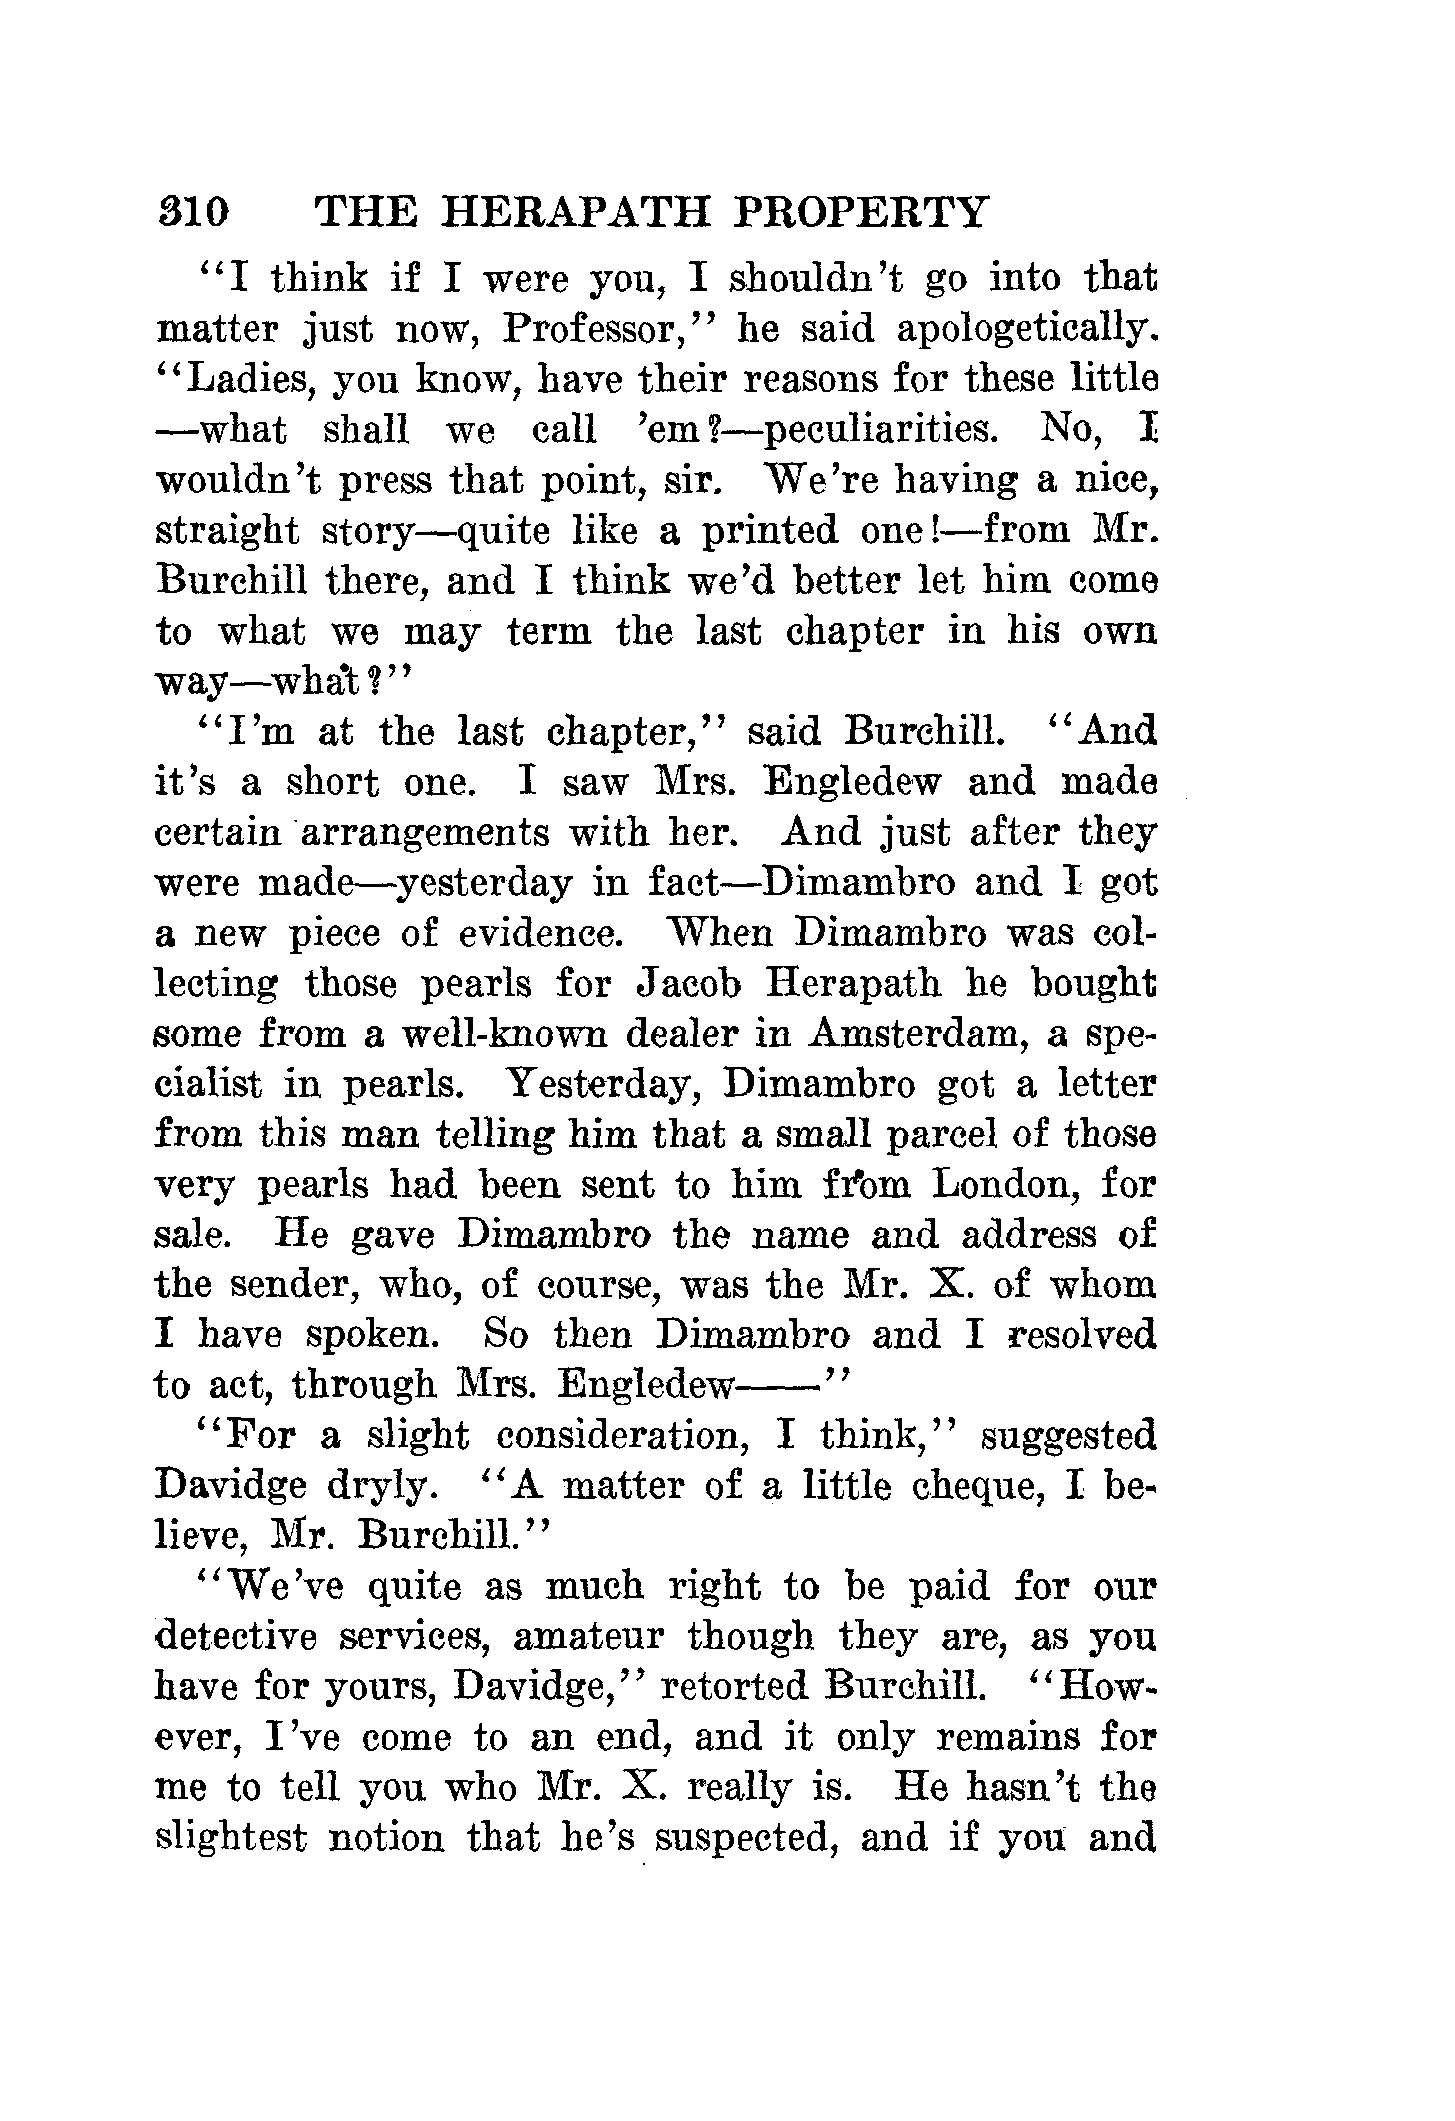 310 THE HERAPATH PROPERTY
“I think if I were you, I shouldn’t go into that
matter just now, Professor,” he said apologetically.
“Ladies, you know, have their reasons for these little
—what shall we call ’em?—peculiarities. No, I
wouldn’t press that point, sir. We’re having a nice,
straight story—quite like a printed one!—from Mr.
Burchill there, and I think we’d better let him come
to what we may term the last chapter in his own
way—what?”
“I’m at the last chapter,” said Burchill. “And
it’s a short one. I saw Mrs. Engledew and made
certain arrangements with her. And just after they
were made—yesterday in fact—Dimambro and I got
a new piece of evidence. When Dimambro was col-
lecting those pearls for Jacob Herapath he bought
some from a well-known dealer in Amsterdam, a spe-
cialist in pearls. Yesterday, Dimambro got a letter
from this man telling him that a small parcel of those
very pearls had been sent to him from London, for
sale. He gave Dimambro the name and address of
the sender, who, of course, was the Mr. X. of whom
I have spoken. So then Dimambro and I resolved
to act, through Mrs. Engledew——”
“For a slight consideration, I think,” suggested
Davidge dryly. “A matter of a little cheque, I be-
lieve, Mr. Burchill.”
“We’ve quite as much right to be paid for our
detective services, amateur though they are, as you
have for yours, Davidge,” retorted Burchill. “How-
ever, I’ve come to an end, and it only remains for
me to tell you who Mr. X. really is. He hasn’t the
slightest notion that he’s suspected, and if you and